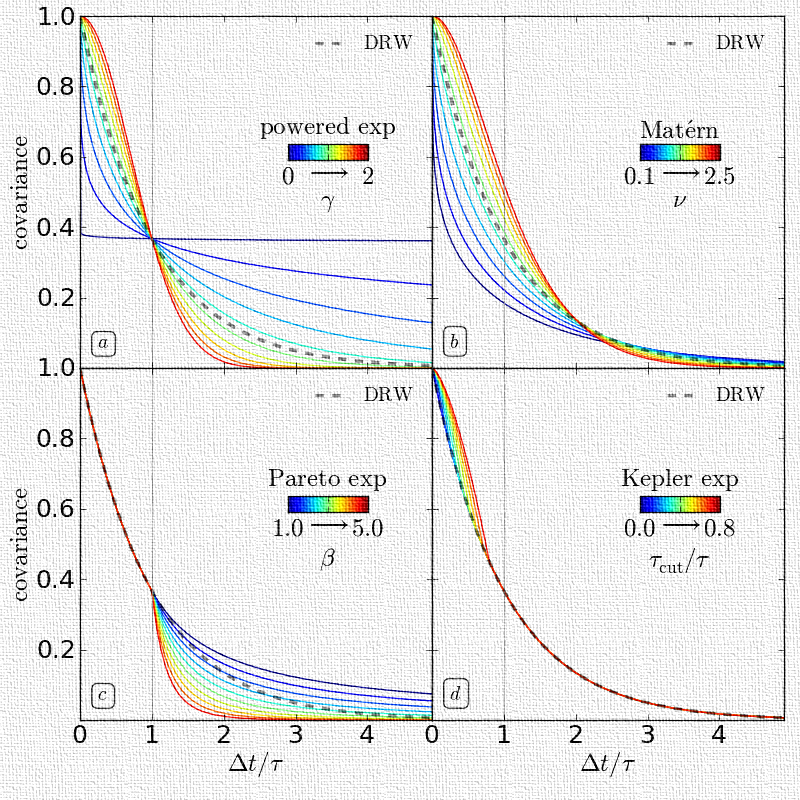 1.0
0.8
0.6
0.4
0.2
covariance
DRW
powered exp
0 ⟶ 2
γ
a
DRW
Matérn
0.1 ⟶ 2.5
ν
b
1.0
0.8
0.6
0.4
0.2
covariance
DRW
Pareto exp
1.0 ⟶ 5.0
β
c
0 1 2 3 4
Δt/τ
DRW
Kepler exp
0.0 ⟶ 0.8
τcut/τ
d
0 1 2 3 4
Δt/τ